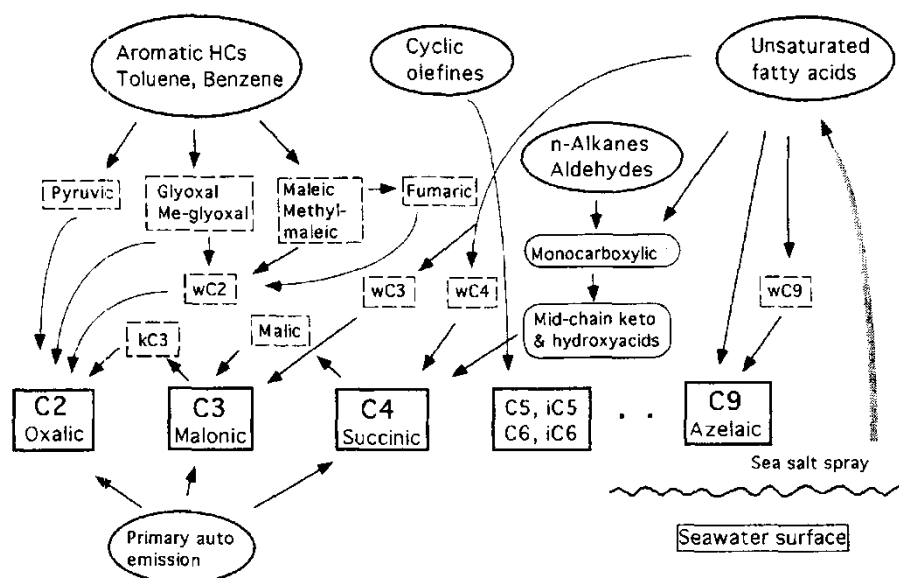 Aromatic HCs
Toluene, Benzene
Cyclic
olefines
Unsaturated
fatty acids
n-Alkanes
Aldehydes
Pyruvic
Glyoxal
Me-glyoxal
Maleic
Methyl-
maleic
Fumaric
Monocarboxylic
wC2
wC3
wC4
wC9
kC3
Malic
Mid-chain keto
& hydroxyacids
C2
Oxalic
C3
Malonic
C4
Succinic
C5, iC5
C6, iC6
. .
C9
Azelaic
Sea salt spray
Primary auto
emission
Seawater surface